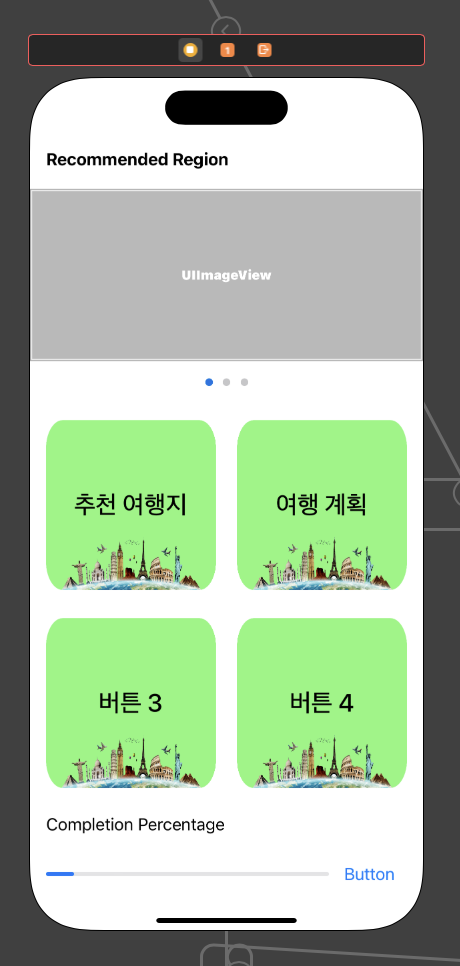 1
Recommended Region
UIImageView
추천 여행지
여행 계획
버튼 3
버튼 4
Completion Percentage
Button